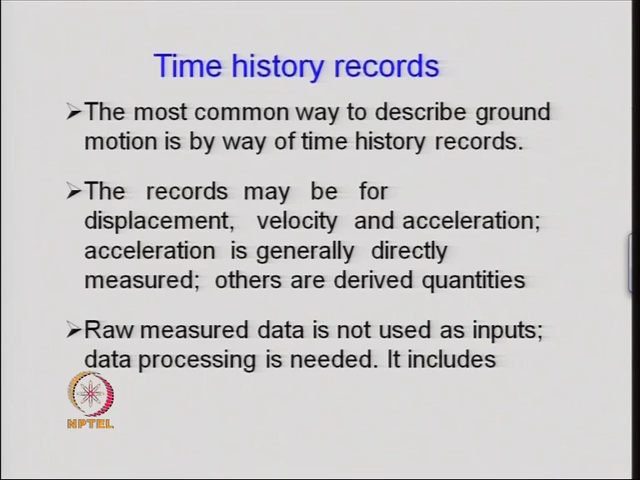 Time history records
➢The most common way to describe ground
motion is by way of time history records.
➢The records may be for
displacement, velocity and acceleration;
acceleration is generally directly
measured; others are derived quantities
➢Raw measured data is not used as inputs;
data processing is needed. It includes
NPTEL